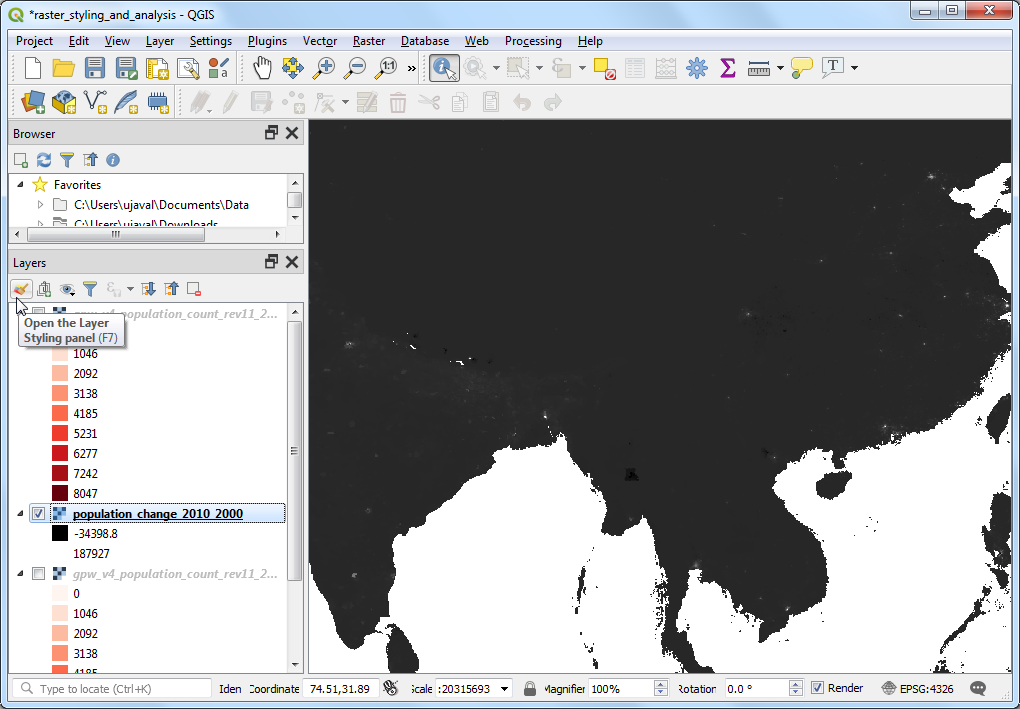 *raster_styling_and_analysis - QGIS
Project Edit View Layer Settings Plugins Vector Raster Database Web Processing Help
Browser
Favorites
C:\Users\ujaval\Documents\Data
C:\Users\ujaval\Downloads
Layers
gpw_v4_population_count_rev11_2...
Open the Layer
Styling panel (F7)
1046
2092
3138
4185
5231
6277
7242
8047
population_change_2010_2000
-34398.8
187927
gpw_v4_population_count_rev11_2...
0
1046
2092
3138
4185
Type to locate (Ctrl+K) Iden Coordinate 74.51,31.89 Scale :20315693 Magnifier 100% Rotation 0.0 ° Render EPSG:4326